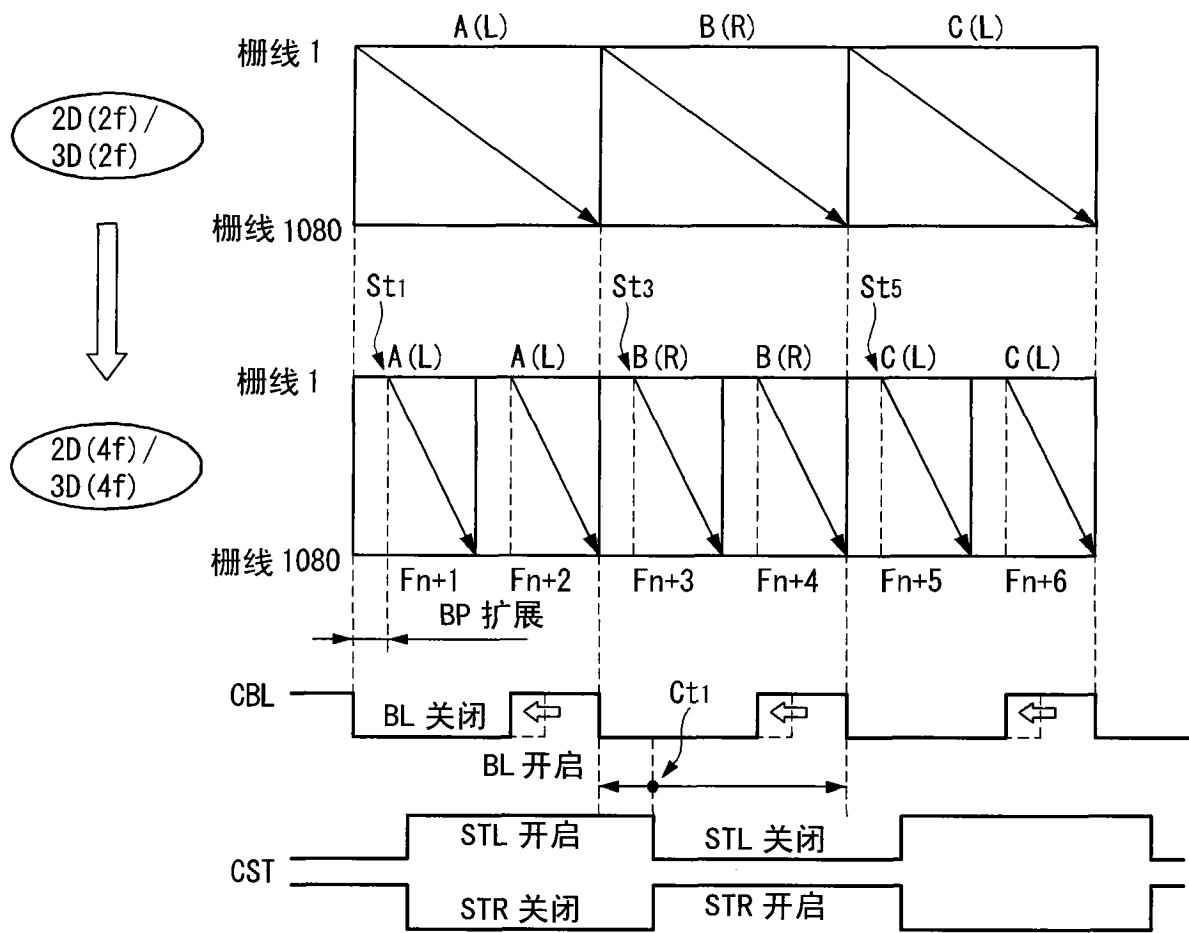 A(L) B(R) C(L)
栅线 1
2D(2f)/
3D(2f)
栅线 1080
St1 St3 St5
A(L) A(L) B(R) B(R) C(L) C(L)
栅线 1
2D(4f)/
3D(4f)
栅线 1080
Fn+1 Fn+2 Fn+3 Fn+4 Fn+5 Fn+6
BP 扩展
CBL
BL 关闭
Ct1
BL 开启
STL 开启 STL 关闭
CST
STR 关闭 STR 开启